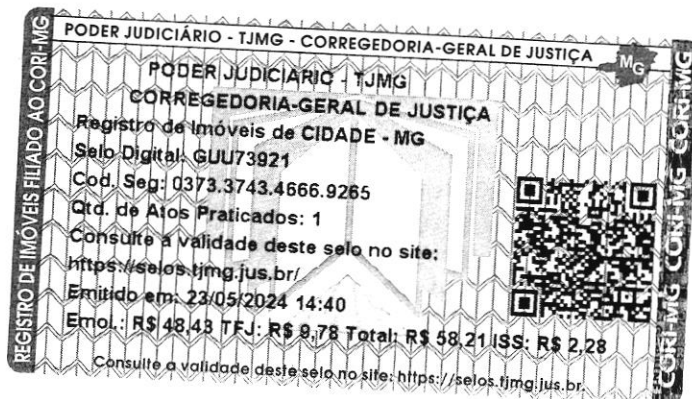 PODER JUDICIÁRIO - TJMG - CORREGEDORIA-GERAL DE JUSTIÇA
MG
PODER JUDICIARIO - TJMG
CORREGEDORIA-GERAL DE JUSTIÇA
Registro de Imóveis de CIDADE - MG
Selo Digital: GUU73921
Cod. Seg: 0373.3743.4666.9265
Qtd. de Atos Praticados: 1
Consulte a validade deste selo no site:
https://selos.tjmg.jus.br/
Emitido em: 23/05/2024 14:40
Emol.: R$ 48,43 TFJ: R$ 9,78 Total: R$ 58,21 ISS: R$ 2,28
Consulte a validade deste selo no site: https://selos.tjmg.jus.br.
REGISTRO DE IMÓVEIS FILIADO AO CORI-MG
CORI-MG CORI-MG CORI-MG